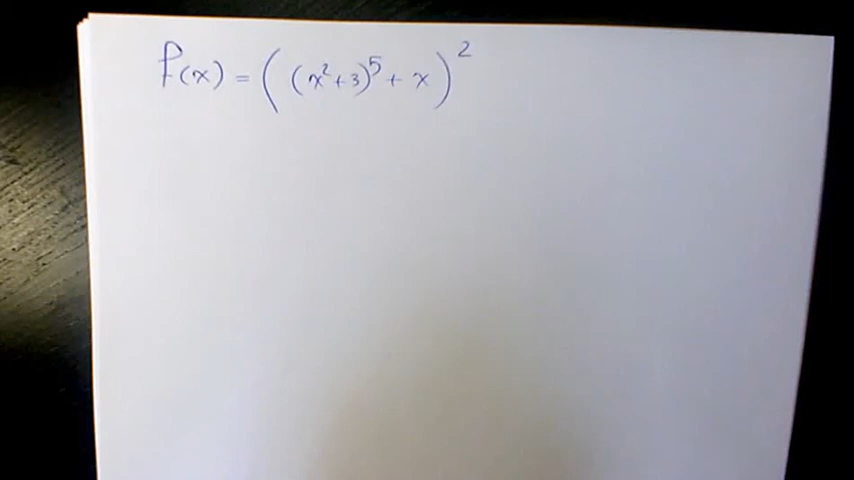 f(x) = ((x²+3)⁵ + x)²